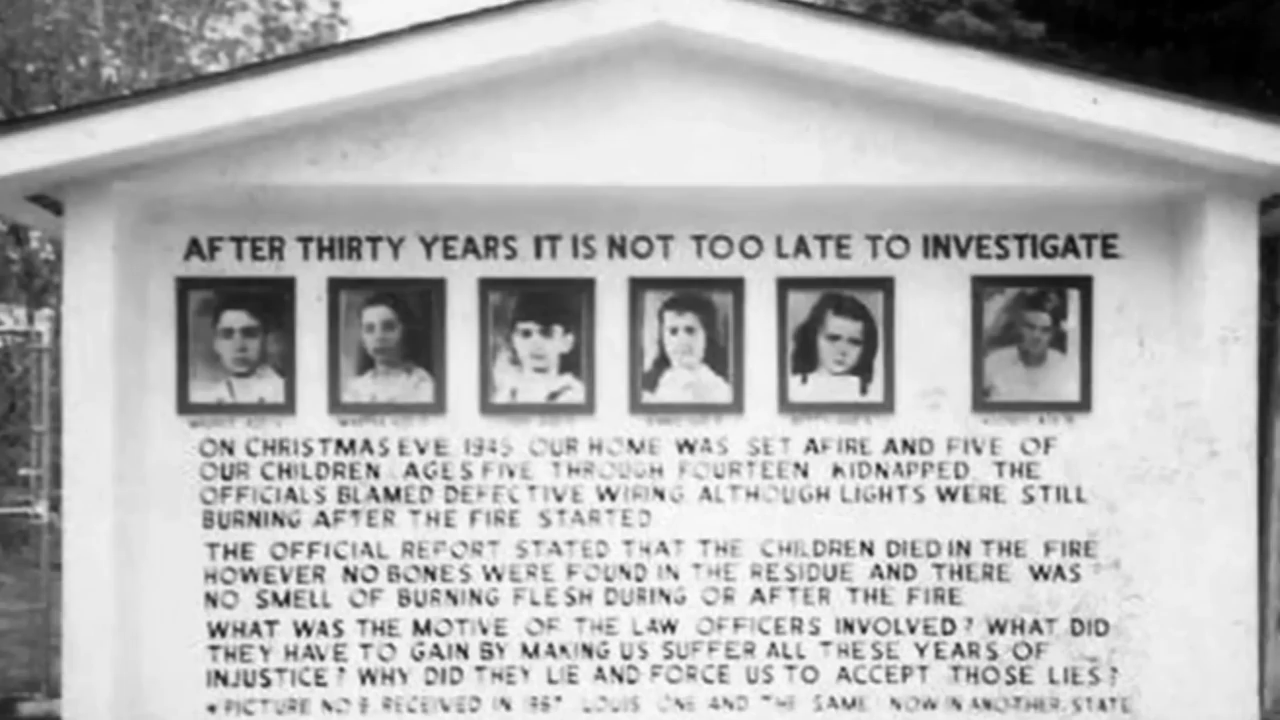 AFTER THIRTY YEARS IT IS NOT TOO LATE TO INVESTIGATE
ON CHRISTMAS EVE 1945 OUR HOME WAS SET AFIRE AND FIVE OF
OUR CHILDREN AGES FIVE THROUGH FOURTEEN KIDNAPPED THE
OFFICIALS BLAMED DEFECTIVE WIRING ALTHOUGH LIGHTS WERE STILL
BURNING AFTER THE FIRE STARTED
THE OFFICIAL REPORT STATED THAT THE CHILDREN DIED IN THE FIRE
HOWEVER NO BONES WERE FOUND IN THE RESIDUE AND THERE WAS
NO SMELL OF BURNING FLESH DURING OR AFTER THE FIRE
WHAT WAS THE MOTIVE OF THE LAW OFFICERS INVOLVED? WHAT DID
THEY HAVE TO GAIN BY MAKING US SUFFER ALL THESE YEARS OF
INJUSTICE? WHY DID THEY LIE AND FORCE US TO ACCEPT THOSE LIES?
PICTURE NO RECEIVED IN LOUIS ONE AND THE SAME NOW IN ANOTHER STATE